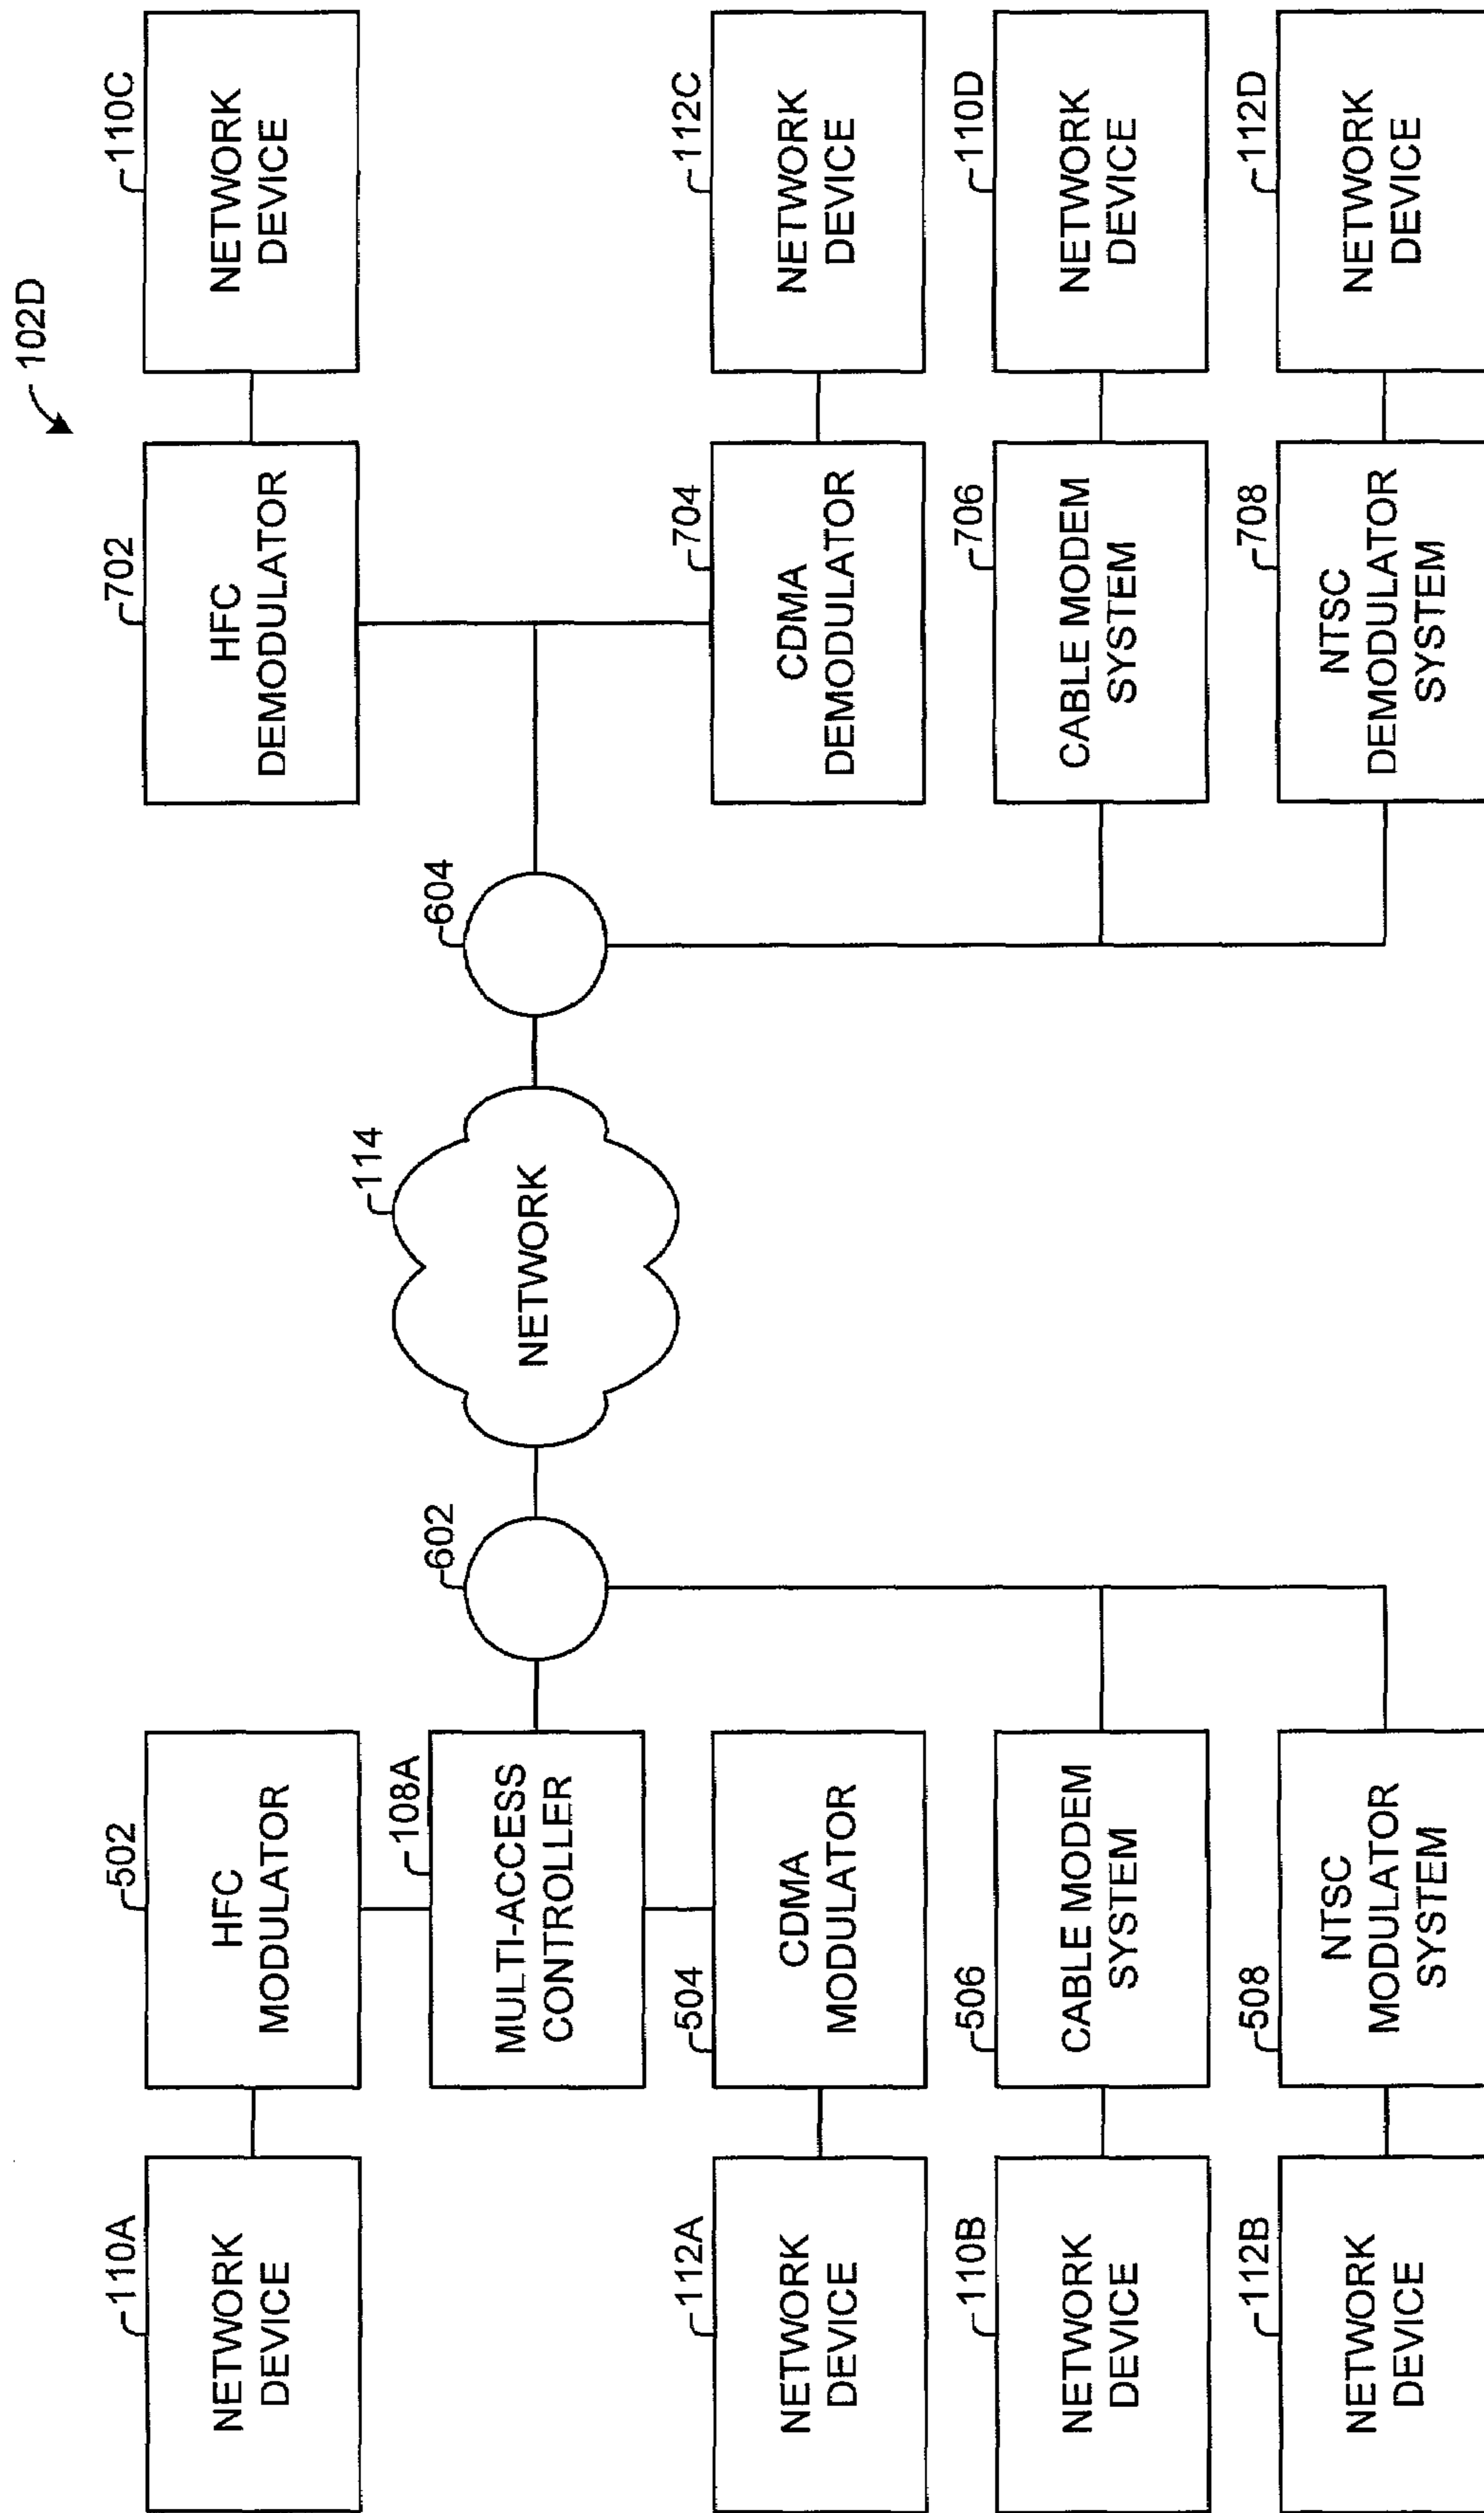 102D
110A
NETWORK
DEVICE
502
HFC
MODULATOR
702
HFC
DEMODULATOR
110C
NETWORK
DEVICE
108A
MULTI-ACCESS
CONTROLLER
602
114
NETWORK
604
112A
NETWORK
DEVICE
504
CDMA
MODULATOR
704
CDMA
DEMODULATOR
112C
NETWORK
DEVICE
110B
NETWORK
DEVICE
506
CABLE MODEM
SYSTEM
706
CABLE MODEM
SYSTEM
110D
NETWORK
DEVICE
112B
NETWORK
DEVICE
508
NTSC
MODULATOR
SYSTEM
708
NTSC
DEMODULATOR
SYSTEM
112D
NETWORK
DEVICE